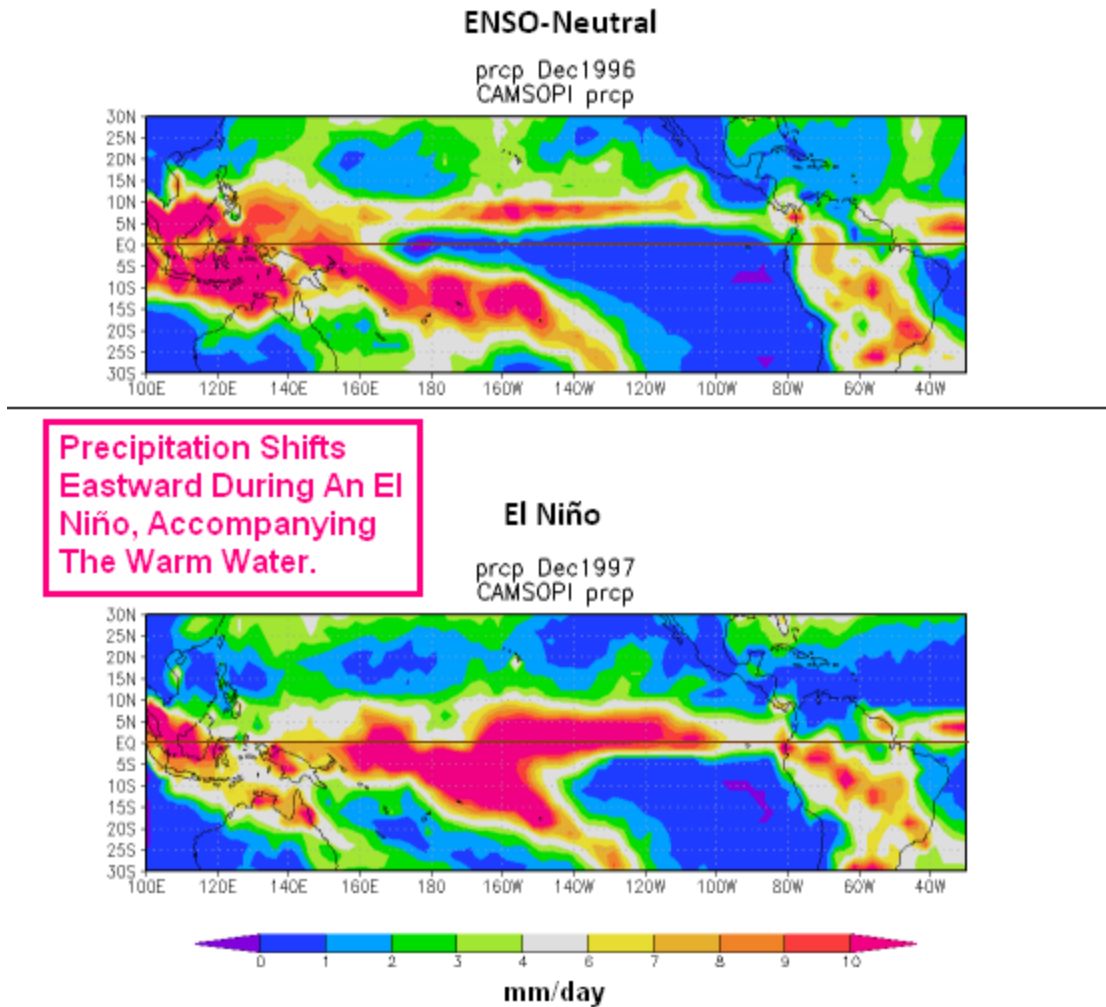 ENSO-Neutral
prcp Dec1996
CAMSOPI prcp
30N
25N
20N
15N
10N
5N
EQ
5S
10S
15S
20S
25S
30S
100E 120E 140E 160E 180 160W 140W 120W 100W 80W 60W 40W
Precipitation Shifts
Eastward During An El
Niño, Accompanying
The Warm Water.
El Niño
prcp Dec1997
CAMSOPI prcp
30N
25N
20N
15N
10N
5N
EQ
5S
10S
15S
20S
25S
30S
100E 120E 140E 160E 180 160W 140W 120W 100W 80W 60W 40W
0 1 2 3 4 6 7 8 9 10
mm/day